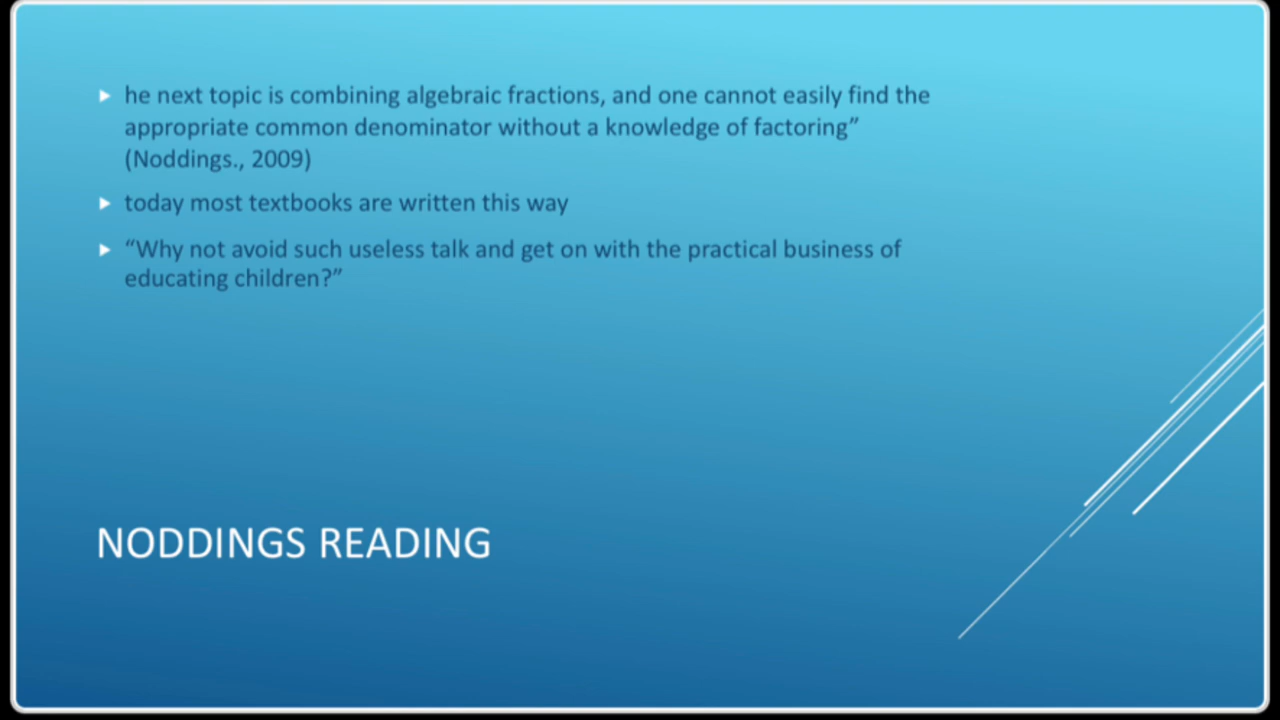 he next topic is combining algebraic fractions, and one cannot easily find the
appropriate common denominator without a knowledge of factoring”
(Noddings., 2009)
today most textbooks are written this way
“Why not avoid such useless talk and get on with the practical business of
educating children?”
NODDINGS READING